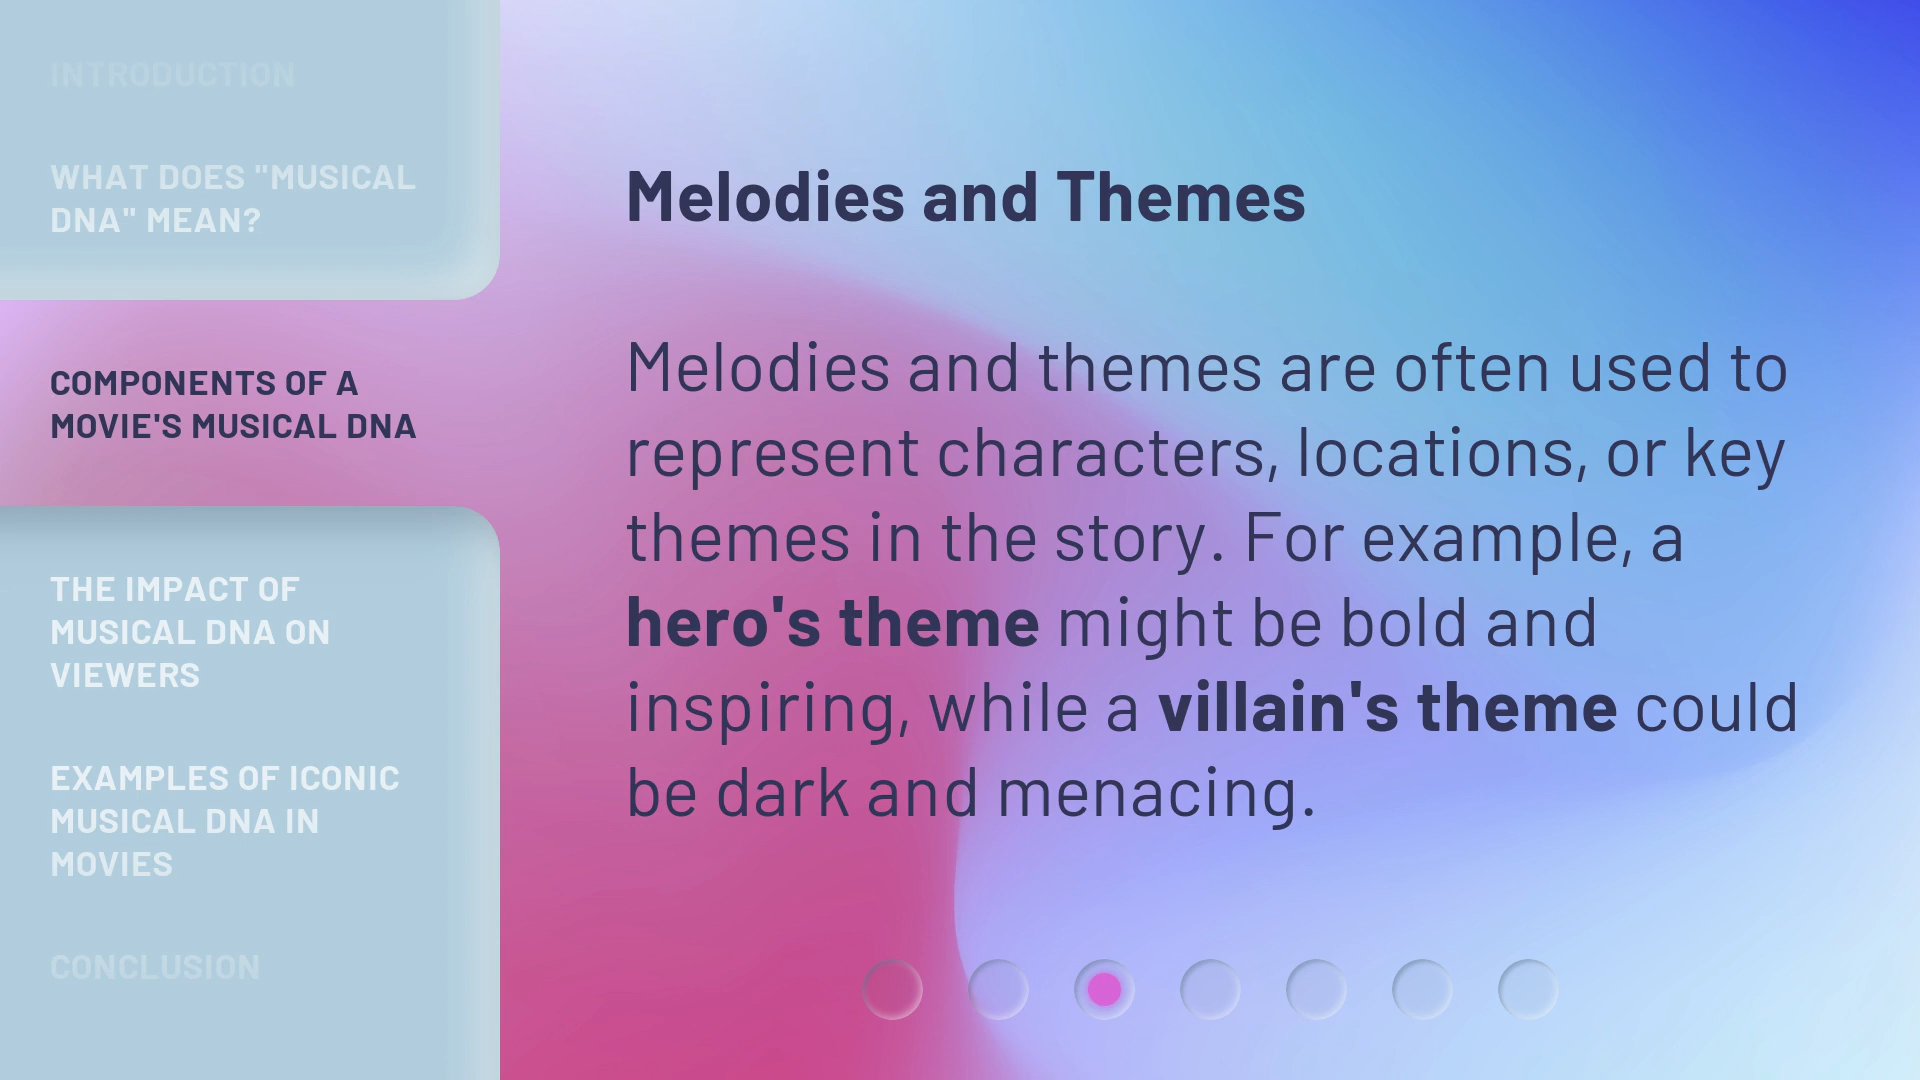 INTRODUCTION
WHAT DOES "MUSICAL
DNA" MEAN?
COMPONENTS OF A
MOVIE'S MUSICAL DNA
THE IMPACT OF
MUSICAL DNA ON
VIEWERS
EXAMPLES OF ICONIC
MUSICAL DNA IN
MOVIES
CONCLUSION
Melodies and Themes
Melodies and themes are often used to
represent characters, locations, or key
themes in the story. For example, a
hero's theme might be bold and
inspiring, while a villain's theme could
be dark and menacing.